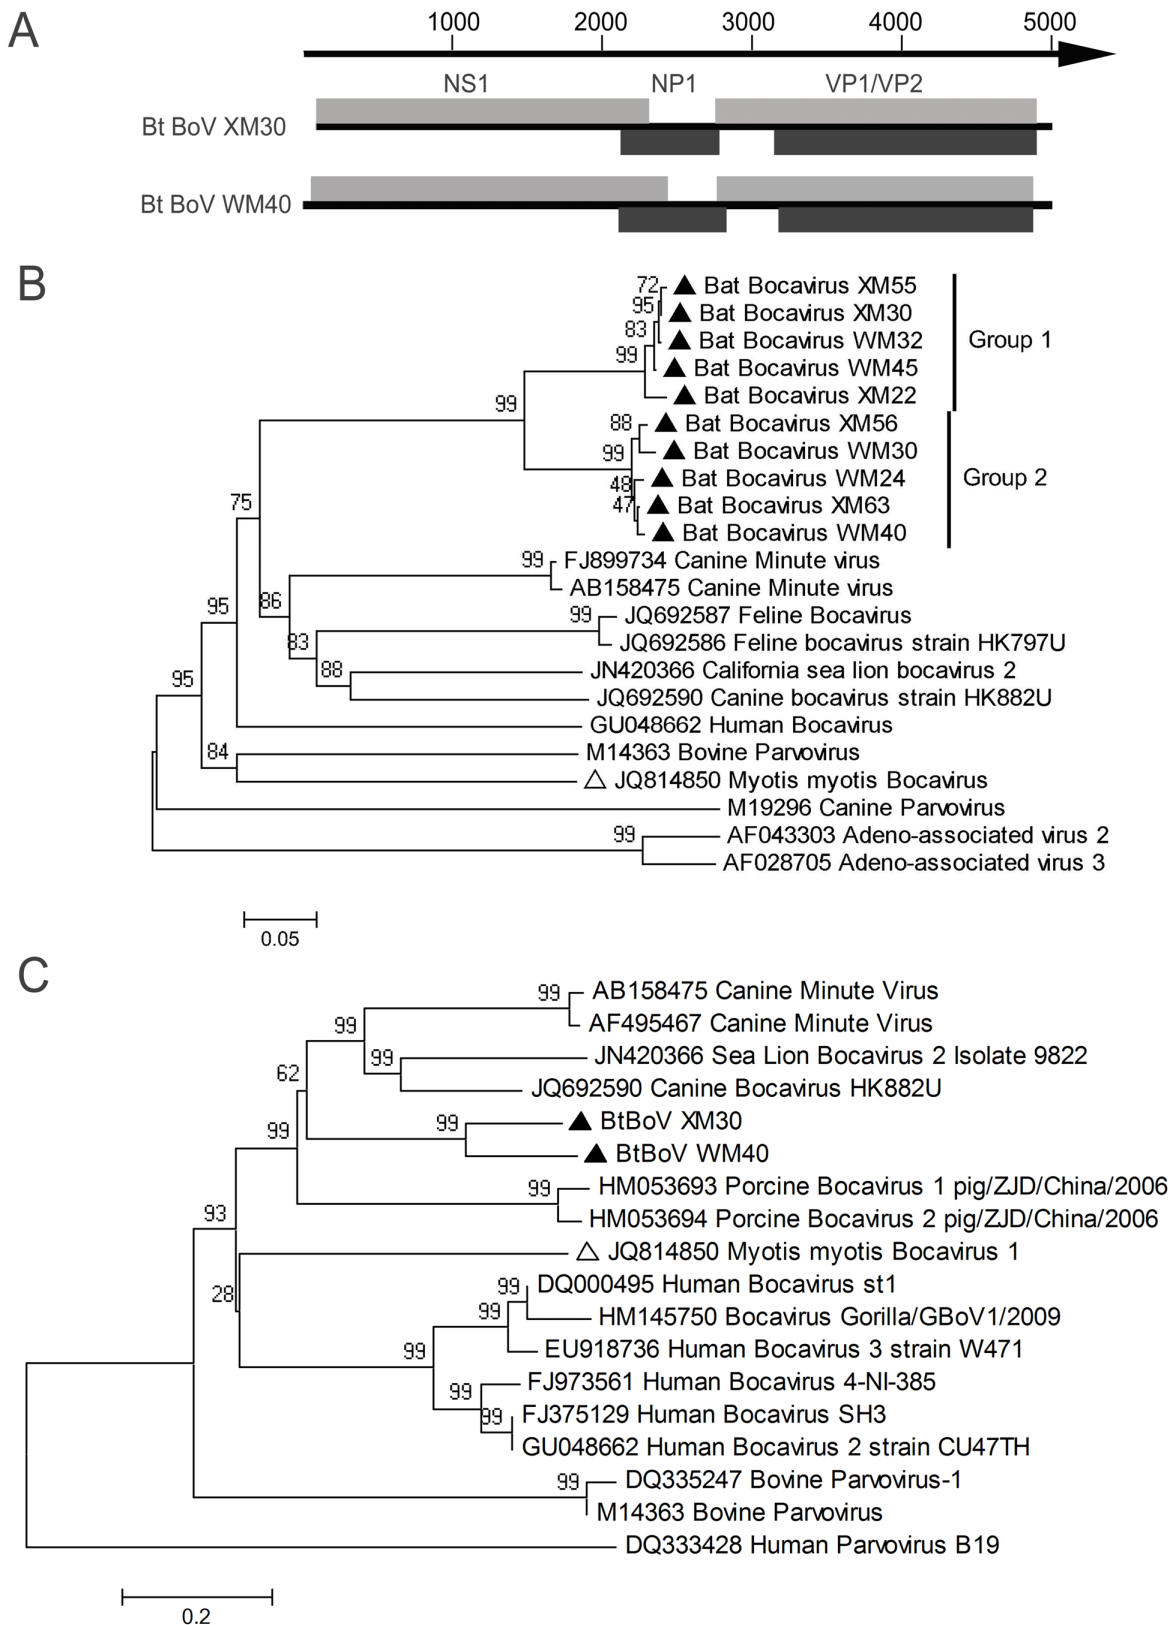 A
1000 2000 3000 4000 5000
NS1 NP1 VP1/VP2
Bt BoV XM30
Bt BoV WM40
B
72 Bat Bocavirus XM55
95 Bat Bocavirus XM30
83 Bat Bocavirus WM32
Group 1
99 Bat Bocavirus WM45
Bat Bocavirus XM22
99
88 Bat Bocavirus XM56
99 Bat Bocavirus WM30
48 Bat Bocavirus WM24
Group 2
47 Bat Bocavirus XM63
Bat Bocavirus WM40
75
99 FJ899734 Canine Minute virus
AB158475 Canine Minute virus
95 86 99 JQ692587 Feline Bocavirus
83 JQ692586 Feline bocavirus strain HK797U
88 JN420366 California sea lion bocavirus 2
95 JQ692590 Canine bocavirus strain HK882U
GU048662 Human Bocavirus
84 M14363 Bovine Parvovirus
JQ814850 Myotis myotis Bocavirus
M19296 Canine Parvovirus
99 AF043303 Adeno-associated virus 2
AF028705 Adeno-associated virus 3
0.05
C
99 AB158475 Canine Minute Virus
99 AF495467 Canine Minute Virus
99 JN420366 Sea Lion Bocavirus 2 Isolate 9822
62 JQ692590 Canine Bocavirus HK882U
99 99 BtBoV XM30
BtBoV WM40
99 HM053693 Porcine Bocavirus 1 pig/ZJD/China/2006
93 HM053694 Porcine Bocavirus 2 pig/ZJD/China/2006
JQ814850 Myotis myotis Bocavirus 1
28 99 DQ000495 Human Bocavirus st1
99 HM145750 Bocavirus Gorilla/GBoV1/2009
99 EU918736 Human Bocavirus 3 strain W471
99 FJ973561 Human Bocavirus 4-NI-385
99 FJ375129 Human Bocavirus SH3
GU048662 Human Bocavirus 2 strain CU47TH
99 DQ335247 Bovine Parvovirus-1
M14363 Bovine Parvovirus
DQ333428 Human Parvovirus B19
0.2